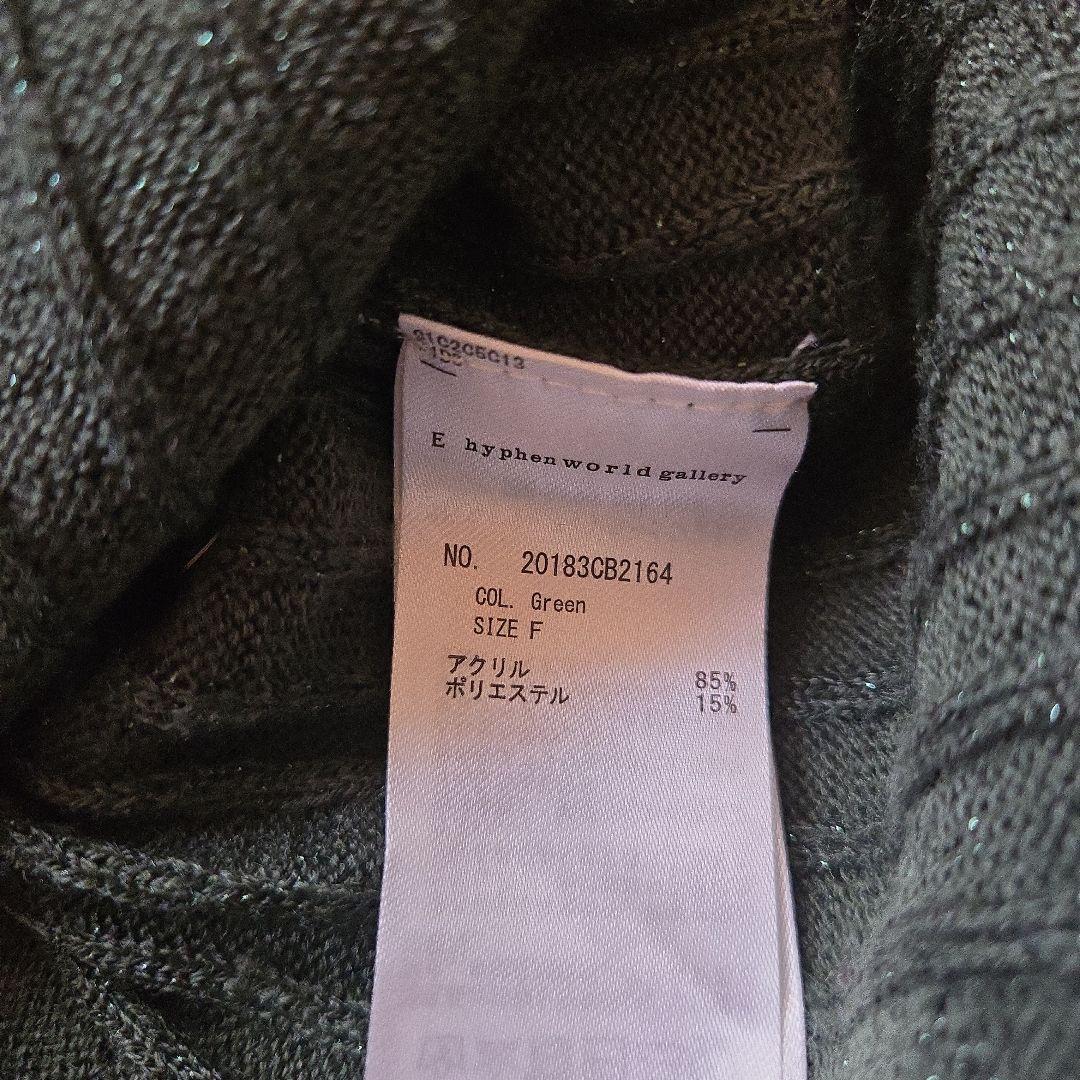 E hyphen world gallery
NO. 20183CB2164
COL. Green
SIZE F
アクリル 85%
ポリエステル 15%